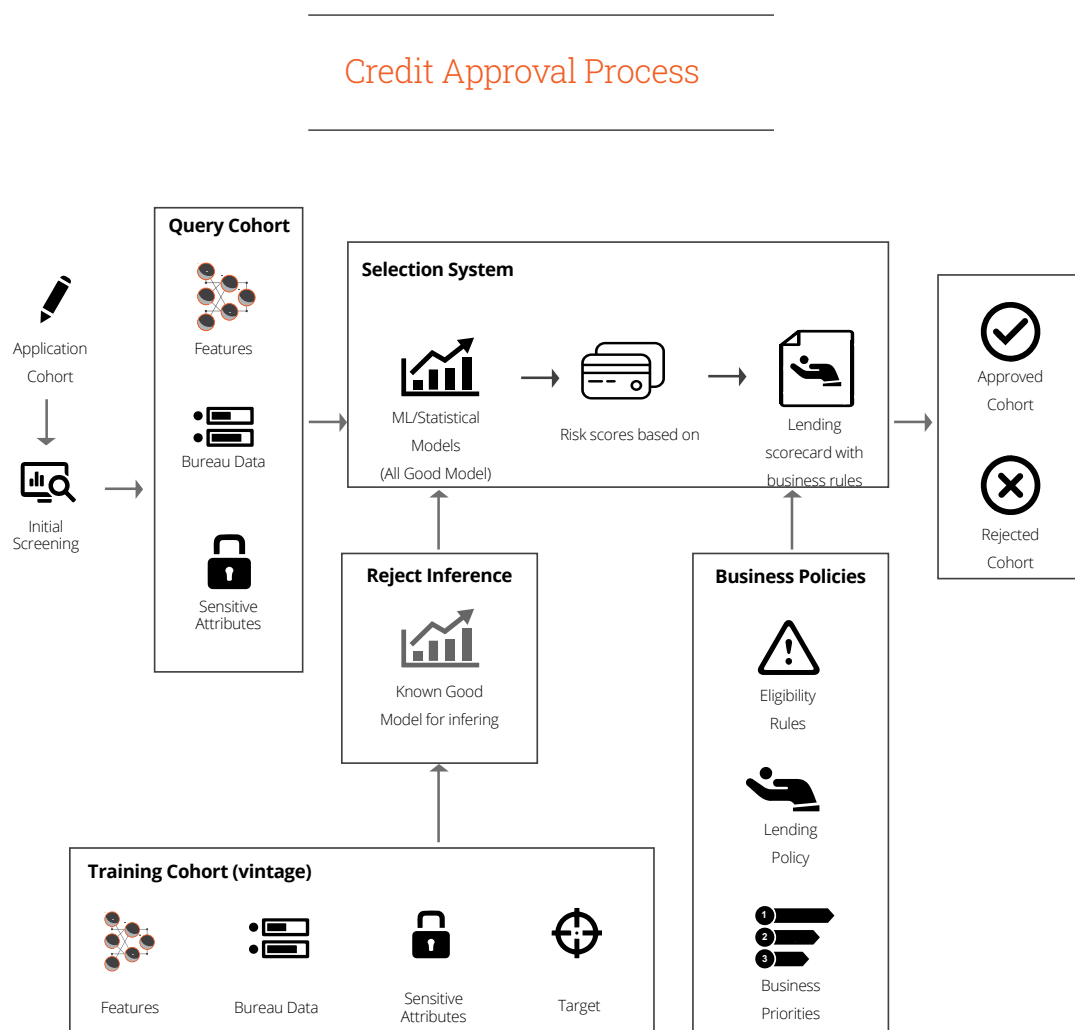 Credit Approval Process
Query Cohort
Features
Bureau Data
Sensitive
Attributes
Application
Cohort
Initial
Screening
Selection System
ML/Statistical
Models
(All Good Model)
Risk scores based on
Lending
scorecard with
business rules
Approved
Cohort
Rejected
Cohort
Reject Inference
Known Good
Model for infering
Business Policies
Eligibility
Rules
Lending
Policy
1
2
3
Business
Priorities
Training Cohort (vintage)
Features
Bureau Data
Sensitive
Attributes
Target